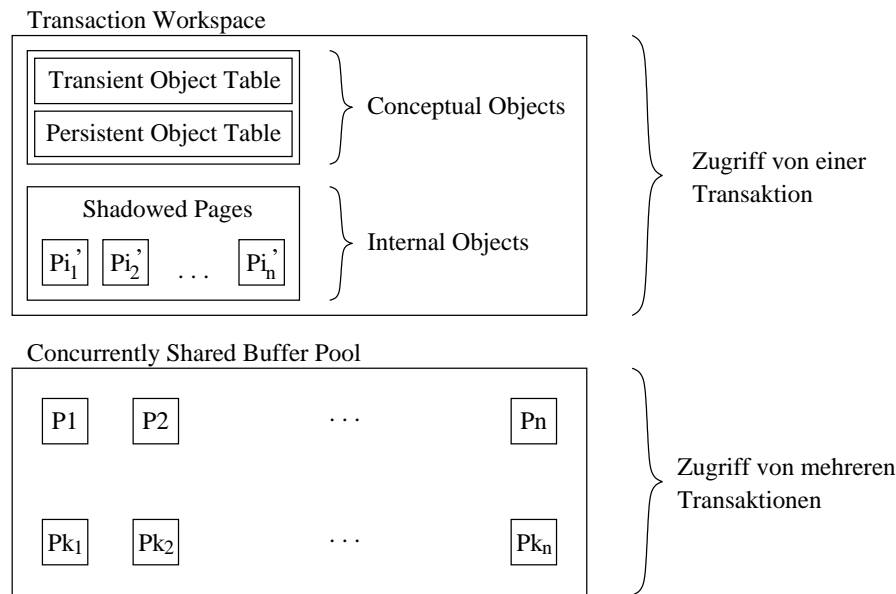 Transaction Workspace
Transient Object Table
Persistent Object Table
Conceptual Objects
Zugriff von einer
Transaktion
Shadowed Pages
Pi1’ Pi2’ . . . Pin’
Internal Objects
Concurrently Shared Buffer Pool
P1 P2 . . . Pn
Zugriff von mehreren
Transaktionen
Pk1 Pk2 . . . Pkn